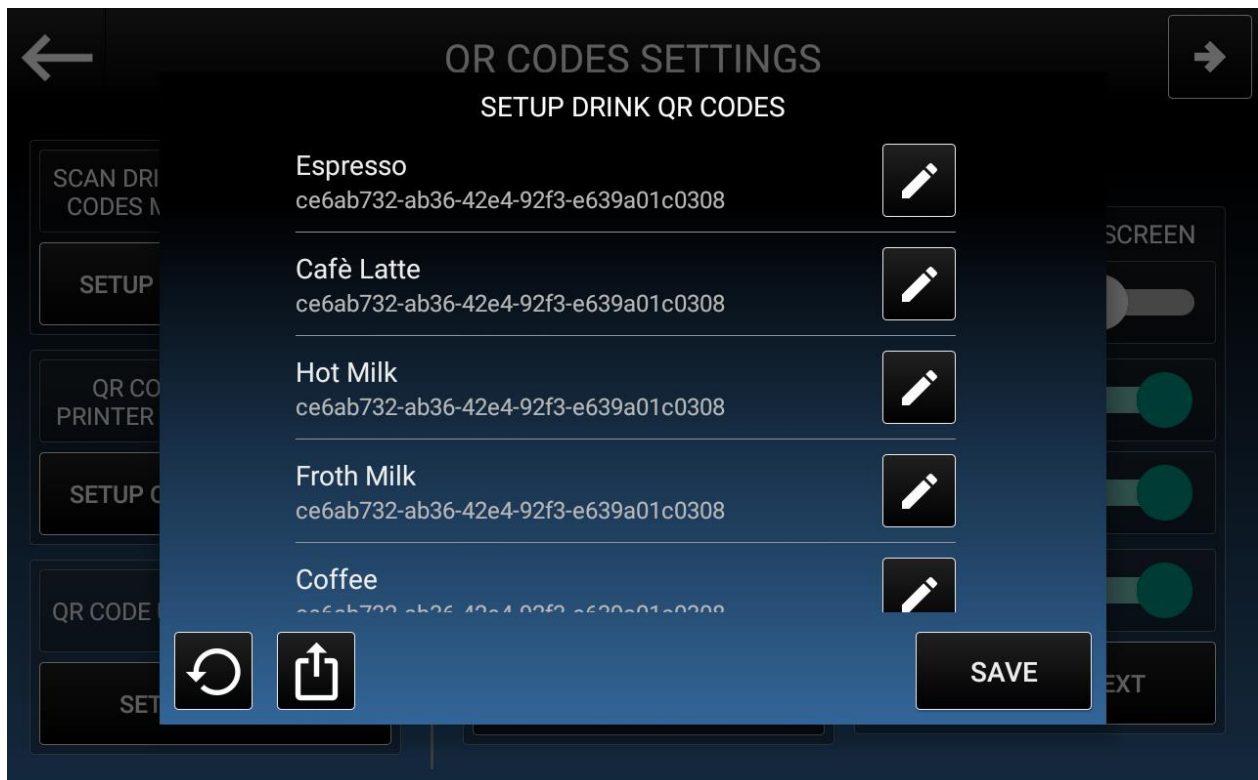 QR CODES SETTINGS
SETUP DRINK QR CODES
Espresso
ce6ab732-ab36-42e4-92f3-e639a01c0308
Cafè Latte
ce6ab732-ab36-42e4-92f3-e639a01c0308
Hot Milk
ce6ab732-ab36-42e4-92f3-e639a01c0308
Froth Milk
ce6ab732-ab36-42e4-92f3-e639a01c0308
Coffee
SAVE
SCAN DRI
CODES
SETUP
QR CO
PRINTER
SETUP
QR CODE
SET
SCREEN
EXT